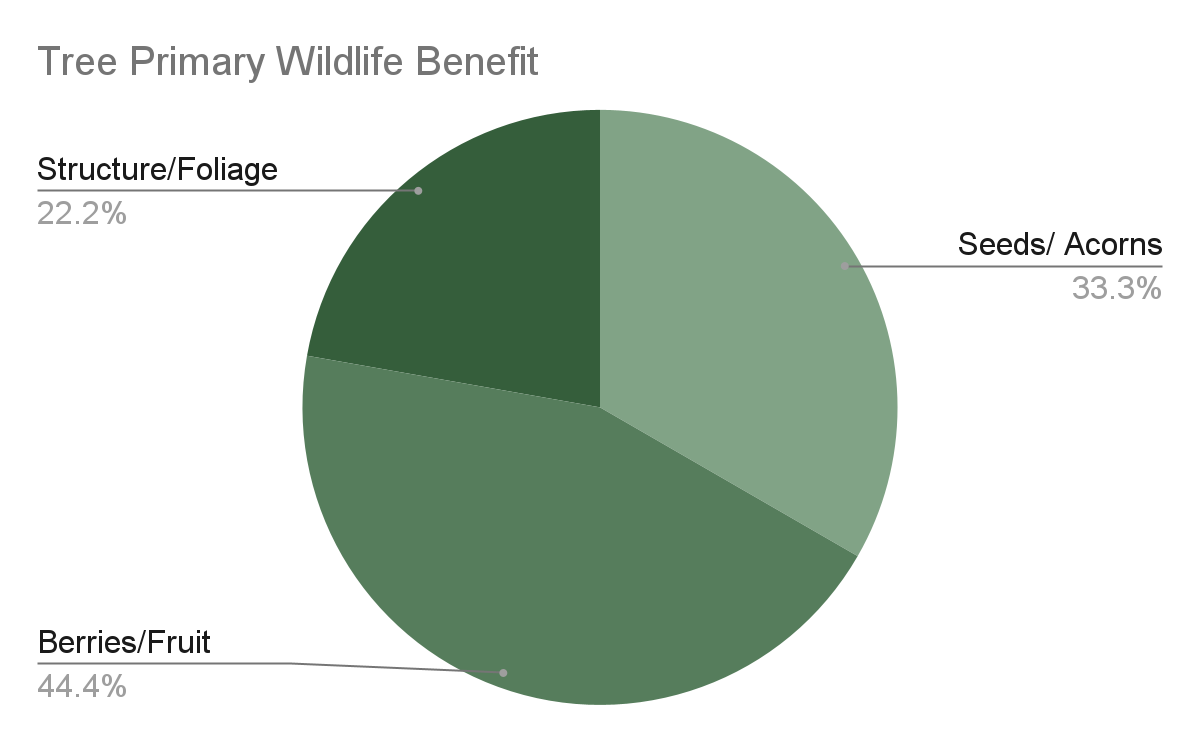 Tree Primary Wildlife Benefit
Structure/Foliage
22.2%
Seeds/ Acorns
33.3%
Berries/Fruit
44.4%